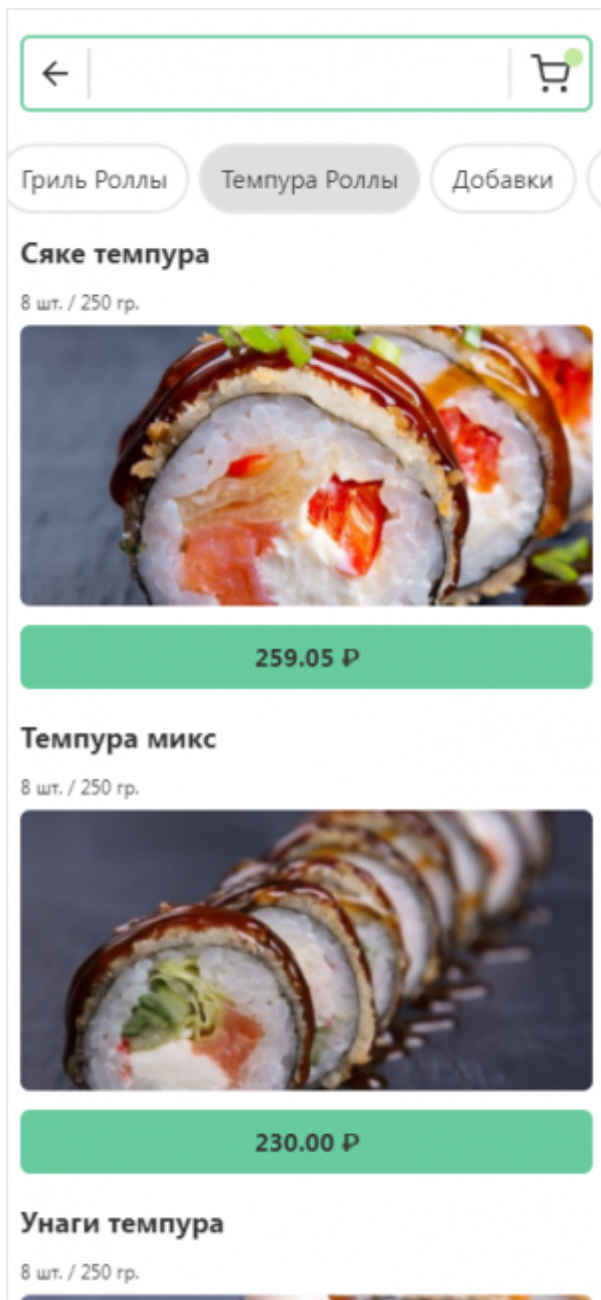 Гриль Роллы Темпура Роллы Добавки
Сяке темпура
8 шт. / 250 гр.
259.05 ₽
Темпура микс
8 шт. / 250 гр.
230.00 ₽
Унаги темпура
8 шт. / 250 гр.